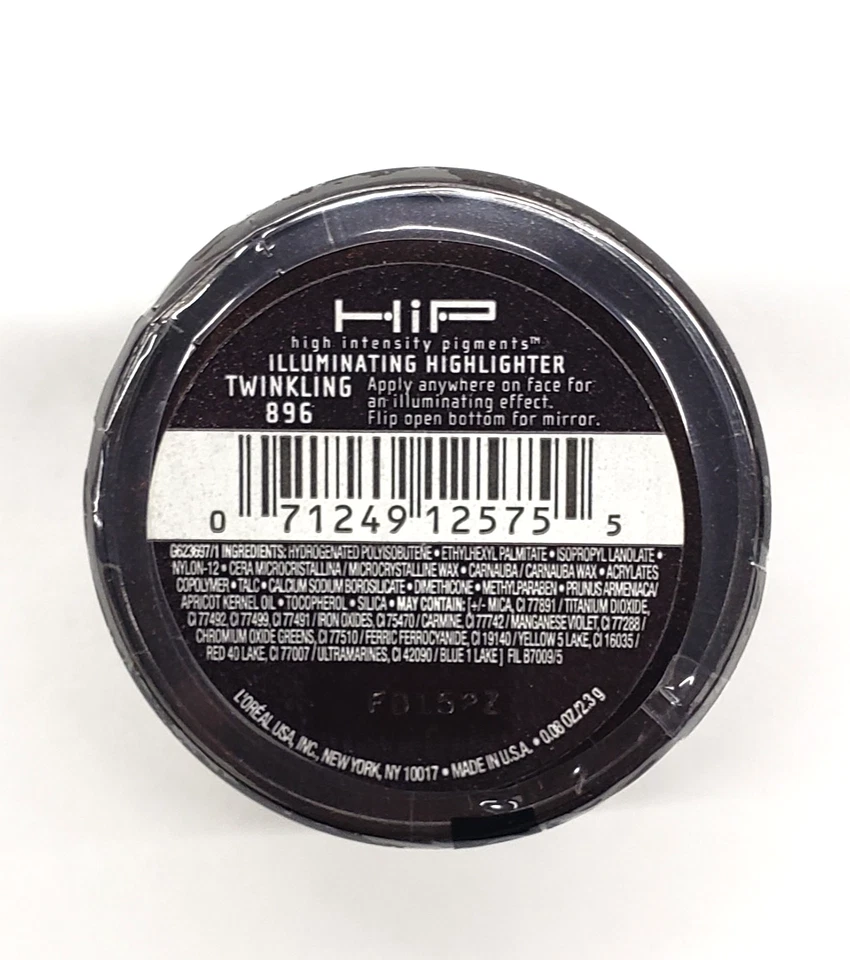 HiP
high intensity pigments™
ILLUMINATING HIGHLIGHTER
TWINKLING
896
Apply anywhere on face for
an illuminating effect.
Flip open bottom for mirror.
0 71249 12575 5
G623697/1 INGREDIENTS: HYDROGENATED POLYISOBUTENE • ETHYLHEXYL PALMITATE • ISOPROPYL LANOLATE •
NYLON-12 • CERA MICROCRISTALLINA / MICROCRYSTALLINE WAX • CARNAUBA / CARNAUBA WAX • ACRYLATES
COPOLYMER • TALC • CALCIUM SODIUM BOROSILICATE • DIMETHICONE • METHYLPARABEN • PRUNUS ARMENIACA/
APRICOT KERNEL OIL • TOCOPHEROL • SILICA • MAY CONTAIN: [+/- MICA, CI 77891 / TITANIUM DIOXIDE,
CI 77492, CI 77499, CI 77491 / IRON OXIDES, CI 75470 / CARMINE, CI 77742 / MANGANESE VIOLET, CI 77288 /
CHROMIUM OXIDE GREENS, CI 77510 / FERRIC FERROCYANIDE, CI 19140 / YELLOW 5 LAKE, CI 16035 /
RED 40 LAKE, CI 77007 / ULTRAMARINES, CI 42090 / BLUE 1 LAKE ] FIL B7009/5
L'ORÉAL USA, INC., NEW YORK, NY 10017 • MADE IN U.S.A. • 0.08 OZ/2.3 g